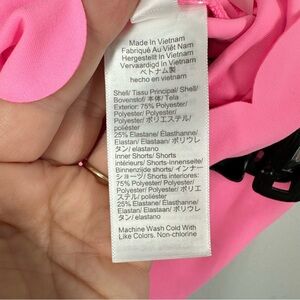 Made In Vietnam
Fabriqué Au Viêt Nam
Hergestellt In Vietnam
Vervaardigd In Vietnam
ベトナム製
hecho en vietnam
Shell/ Tissu Principal/ Shell/
Bovenstof/ 本体/ Tela
Exterior: 75% Polyester/
Polyester/ Polyester/
Polyester/ ポリエステル/
poliéster
25% Elastane/ Élasthanne/
Elastan/ Elastaan/ ポリウレ
タン/ elastano
Inner Shorts/ Shorts
intérieurs/ Shorts-Innenseite/
Binnenzijde shorts/ インナー
ショーツ/ Shorts interiores:
75% Polyester/ Polyester/
Polyester/ Polyester/ ポリエ
ステル/ poliéster
25% Elastane/ Élasthanne/
Elastan/ Elastaan/ ポリウレ
タン/ elastano
Machine Wash Cold With
Like Colors. Non-chlorine